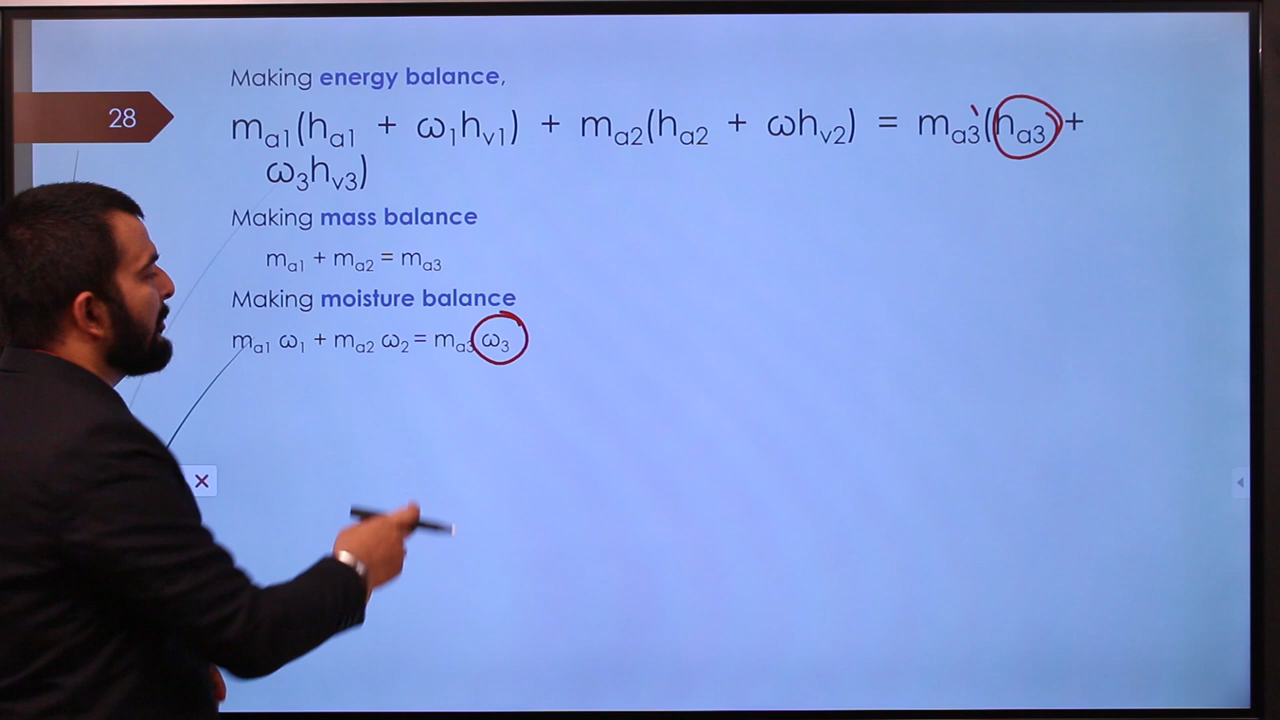 28
Making energy balance,
mₐ₁(hₐ₁ + ω₁hᵥ₁) + mₐ₂(hₐ₂ + ωhᵥ₂) = mₐ₃(hₐ₃ +
ω₃hᵥ₃)
Making mass balance
mₐ₁ + mₐ₂ = mₐ₃
Making moisture balance
mₐ₁ ω₁ + mₐ₂ ω₂ = mₐ₃ ω₃